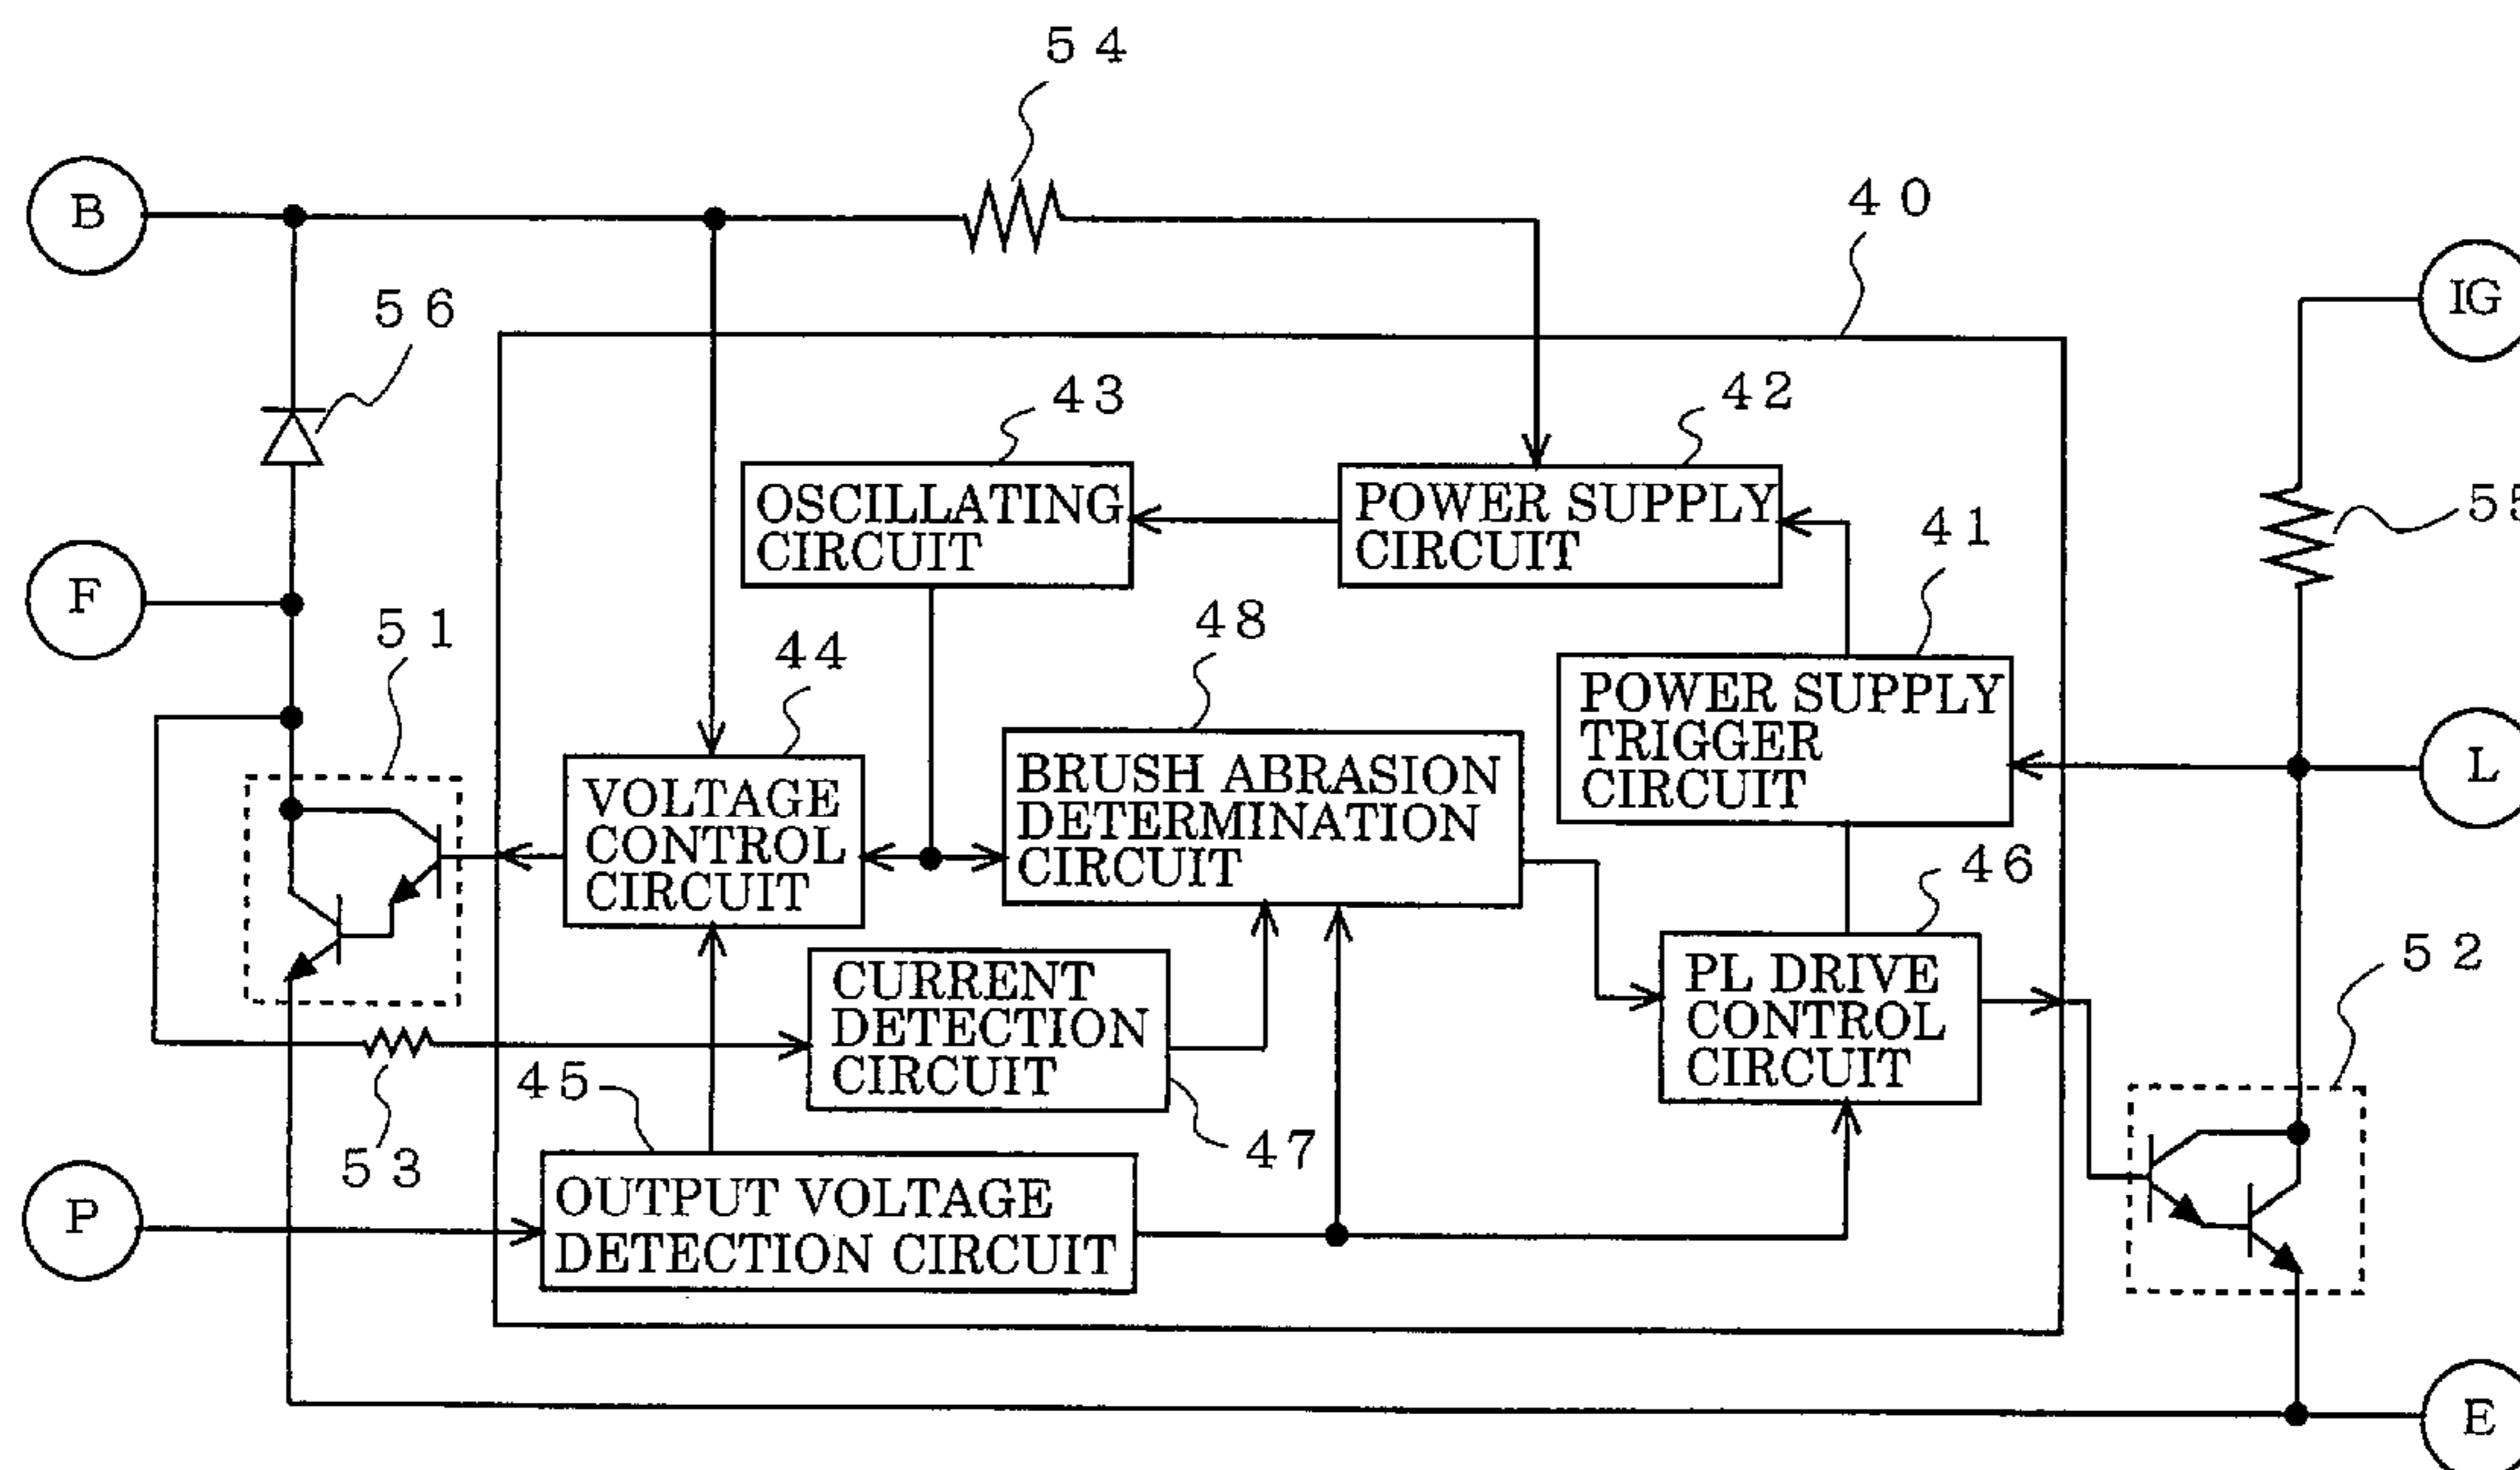 54
B
40
IG
56
43
42
OSCILLATING
CIRCUIT
POWER SUPPLY
CIRCUIT
55
41
F
51
48
44
POWER SUPPLY
TRIGGER
CIRCUIT
L
BRUSH ABRASION
DETERMINATION
CIRCUIT
VOLTAGE
CONTROL
CIRCUIT
46
52
CURRENT
DETECTION
CIRCUIT
PL DRIVE
CONTROL
CIRCUIT
45
47
53
P
OUTPUT VOLTAGE
DETECTION CIRCUIT
E